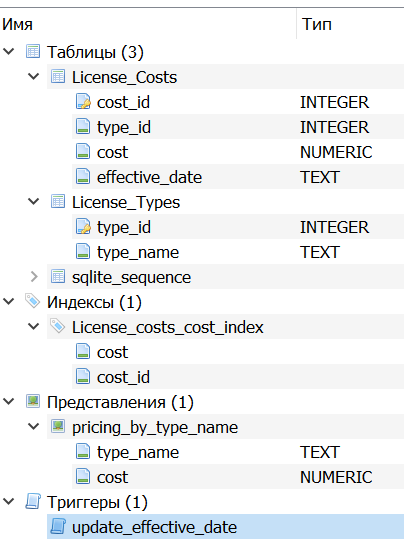 Имя Тип
Таблицы (3)
License_Costs
cost_id INTEGER
type_id INTEGER
cost NUMERIC
effective_date TEXT
License_Types
type_id INTEGER
type_name TEXT
sqlite_sequence
Индексы (1)
License_costs_cost_index
cost
cost_id
Представления (1)
pricing_by_type_name
type_name TEXT
cost NUMERIC
Триггеры (1)
update_effective_date